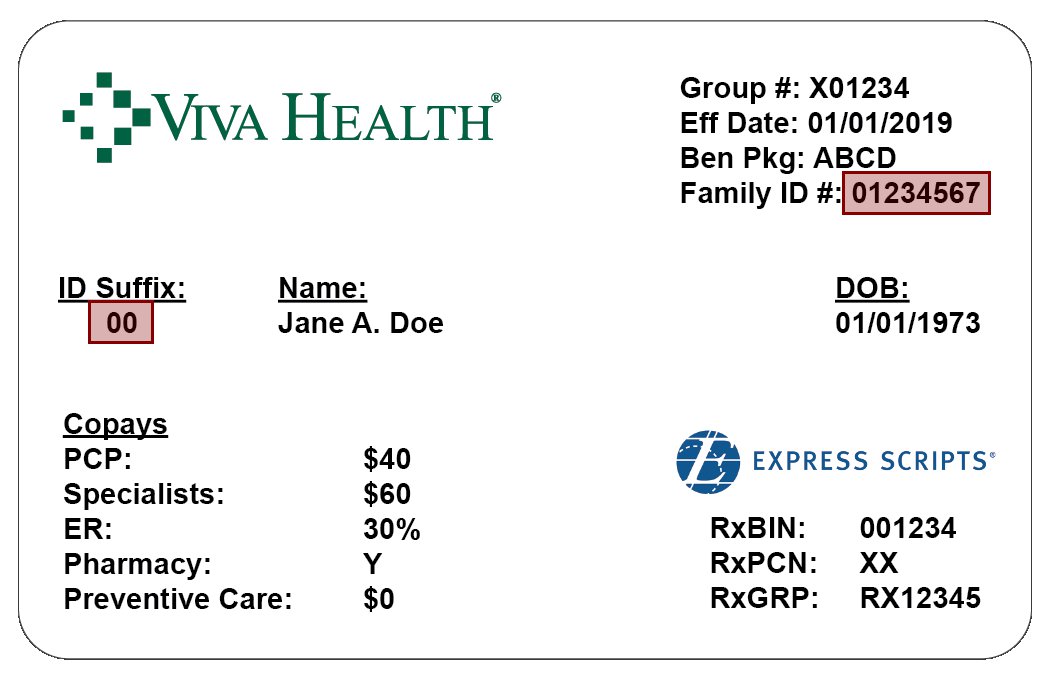 VIVA HEALTH®
Group #: X01234
Eff Date: 01/01/2019
Ben Pkg: ABCD
Family ID #: 01234567
ID Suffix: Name: DOB:
00 Jane A. Doe 01/01/1973
Copays
PCP: $40
Specialists: $60
ER: 30%
Pharmacy: Y
Preventive Care: $0
EXPRESS SCRIPTS®
RxBIN: 001234
RxPCN: XX
RxGRP: RX12345